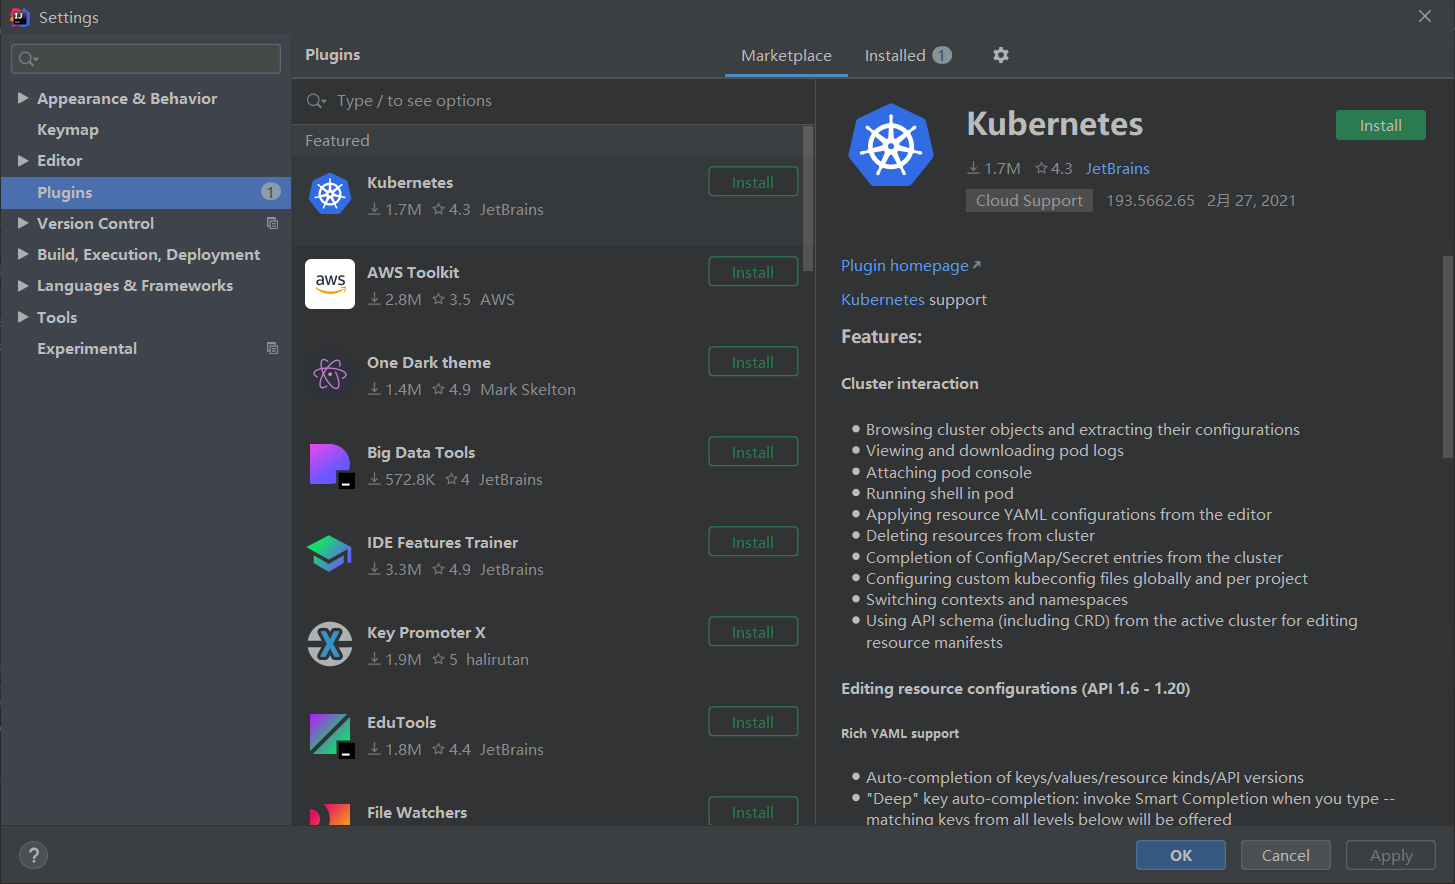 Settings
Plugins
Marketplace
Installed 1
Appearance & Behavior
Keymap
Editor
Plugins 1
Version Control
Build, Execution, Deployment
Languages & Frameworks
Tools
Experimental
Type / to see options
Featured
Kubernetes
1.7M 4.3 JetBrains
Install
aws
AWS Toolkit
2.8M 3.5 AWS
Install
One Dark theme
1.4M 4.9 Mark Skelton
Install
Big Data Tools
572.8K 4 JetBrains
Install
IDE Features Trainer
3.3M 4.9 JetBrains
Install
Key Promoter X
1.9M 5 halirutan
Install
EduTools
1.8M 4.4 JetBrains
Install
File Watchers
Install
Kubernetes
Install
1.7M 4.3 JetBrains
Cloud Support 193.5662.65 2月 27, 2021
Plugin homepage
Kubernetes support
Features:
Cluster interaction
Browsing cluster objects and extracting their configurations
Viewing and downloading pod logs
Attaching pod console
Running shell in pod
Applying resource YAML configurations from the editor
Deleting resources from cluster
Completion of ConfigMap/Secret entries from the cluster
Configuring custom kubeconfig files globally and per project
Switching contexts and namespaces
Using API schema (including CRD) from the active cluster for editing
resource manifests
Editing resource configurations (API 1.6 - 1.20)
Rich YAML support
Auto-completion of keys/values/resource kinds/API versions
"Deep" key auto-completion: invoke Smart Completion when you type --
matching keys from all levels below will be offered
?
OK
Cancel
Apply